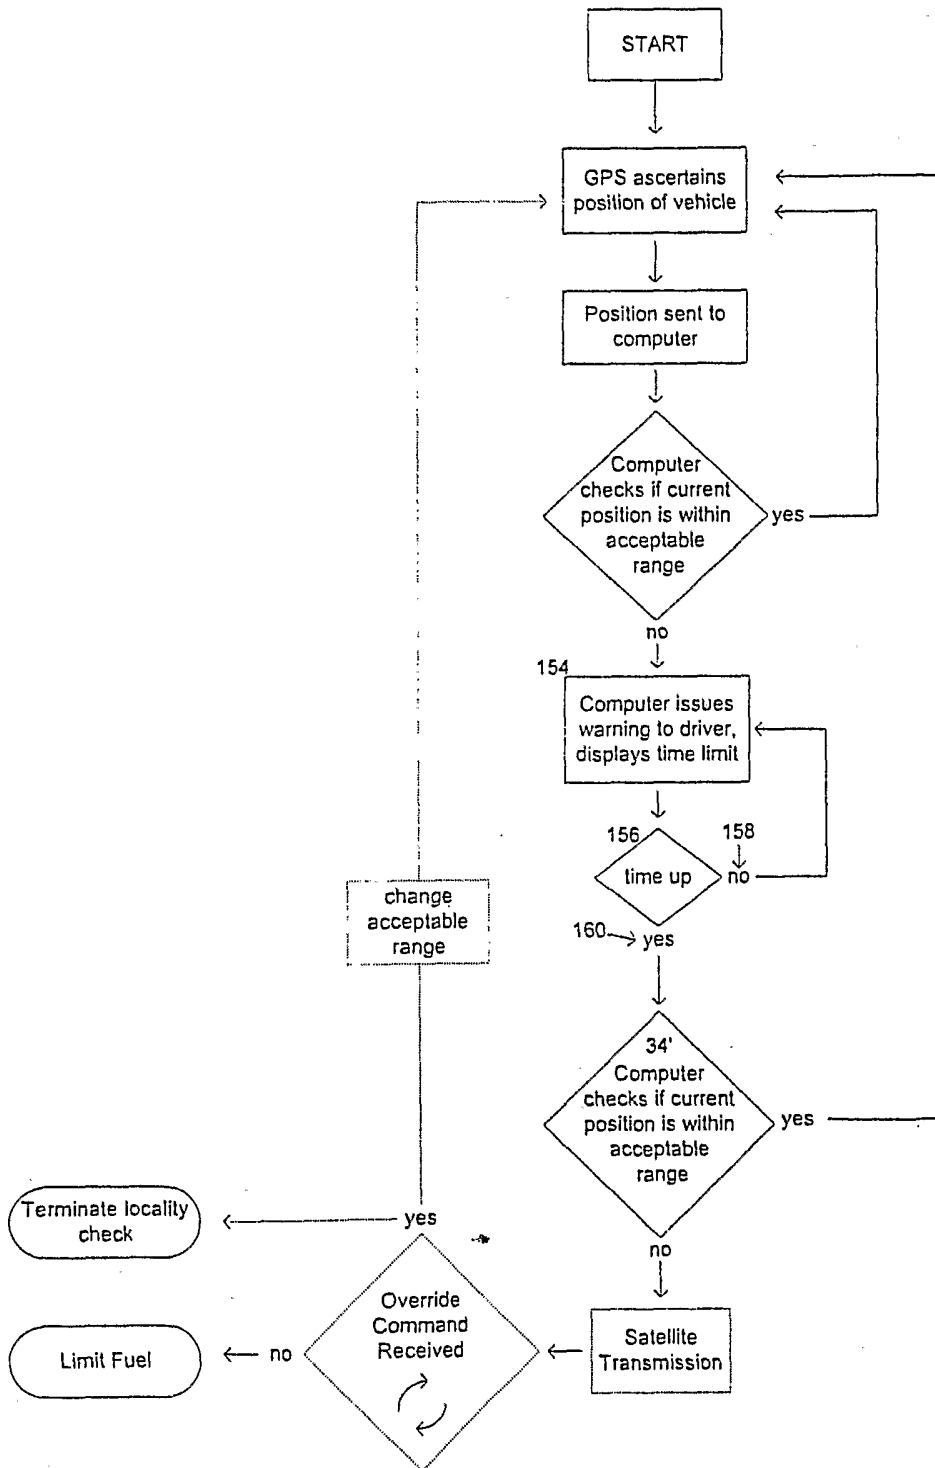 START
GPS ascertains
position of vehicle
Position sent to
computer
Computer
checks if current
position is within
acceptable
range
yes
no
154
Computer issues
warning to driver,
displays time limit
156
158
time up
no
160
yes
change
acceptable
range
34'
Computer
checks if current
position is within
acceptable
range
yes
no
Terminate locality
check
yes
Override
Command
Received
Satellite
Transmission
Limit Fuel
no